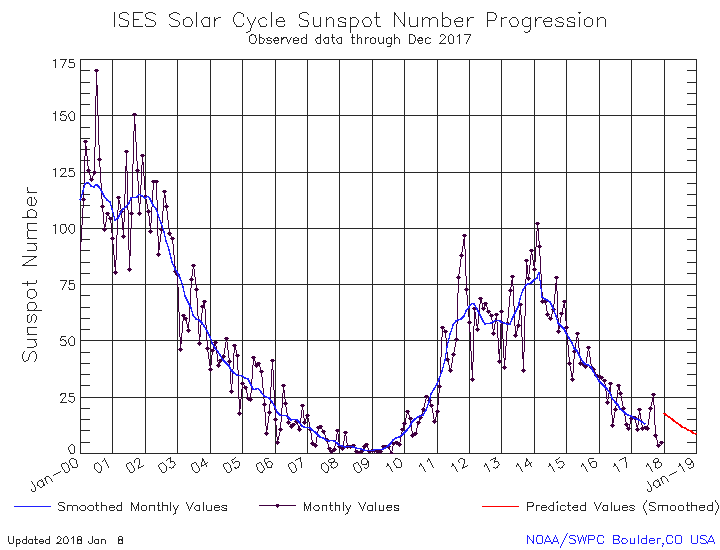 ISES Solar Cycle Sunspot Number Progression
Observed data through Dec 2017
175
150
125
100
75
50
25
0
Sunspot Number
Jan-00 01 02 03 04 05 06 07 08 09 10 11 12 13 14 15 16 17 18 Jan-19
Smoothed Monthly Values Monthly Values Predicted Values (Smoothed)
Updated 2018 Jan 8 NOAA/SWPC Boulder,CO USA